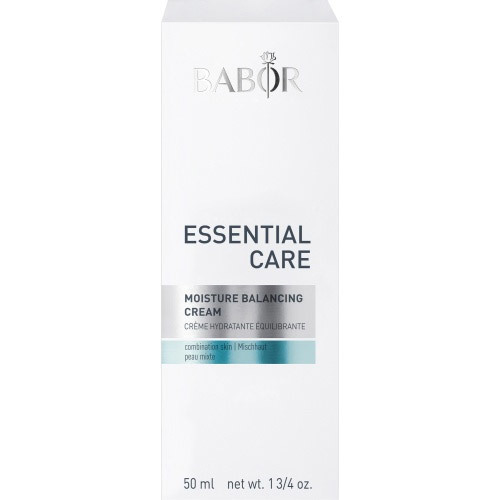 BABOR
ESSENTIAL
CARE
MOISTURE BALANCING
CREAM
CRÈME HYDRATANTE ÉQUILIBRANTE
combination skin | Mischhaut
peau mixte
50 ml net wt. 1 3/4 oz.